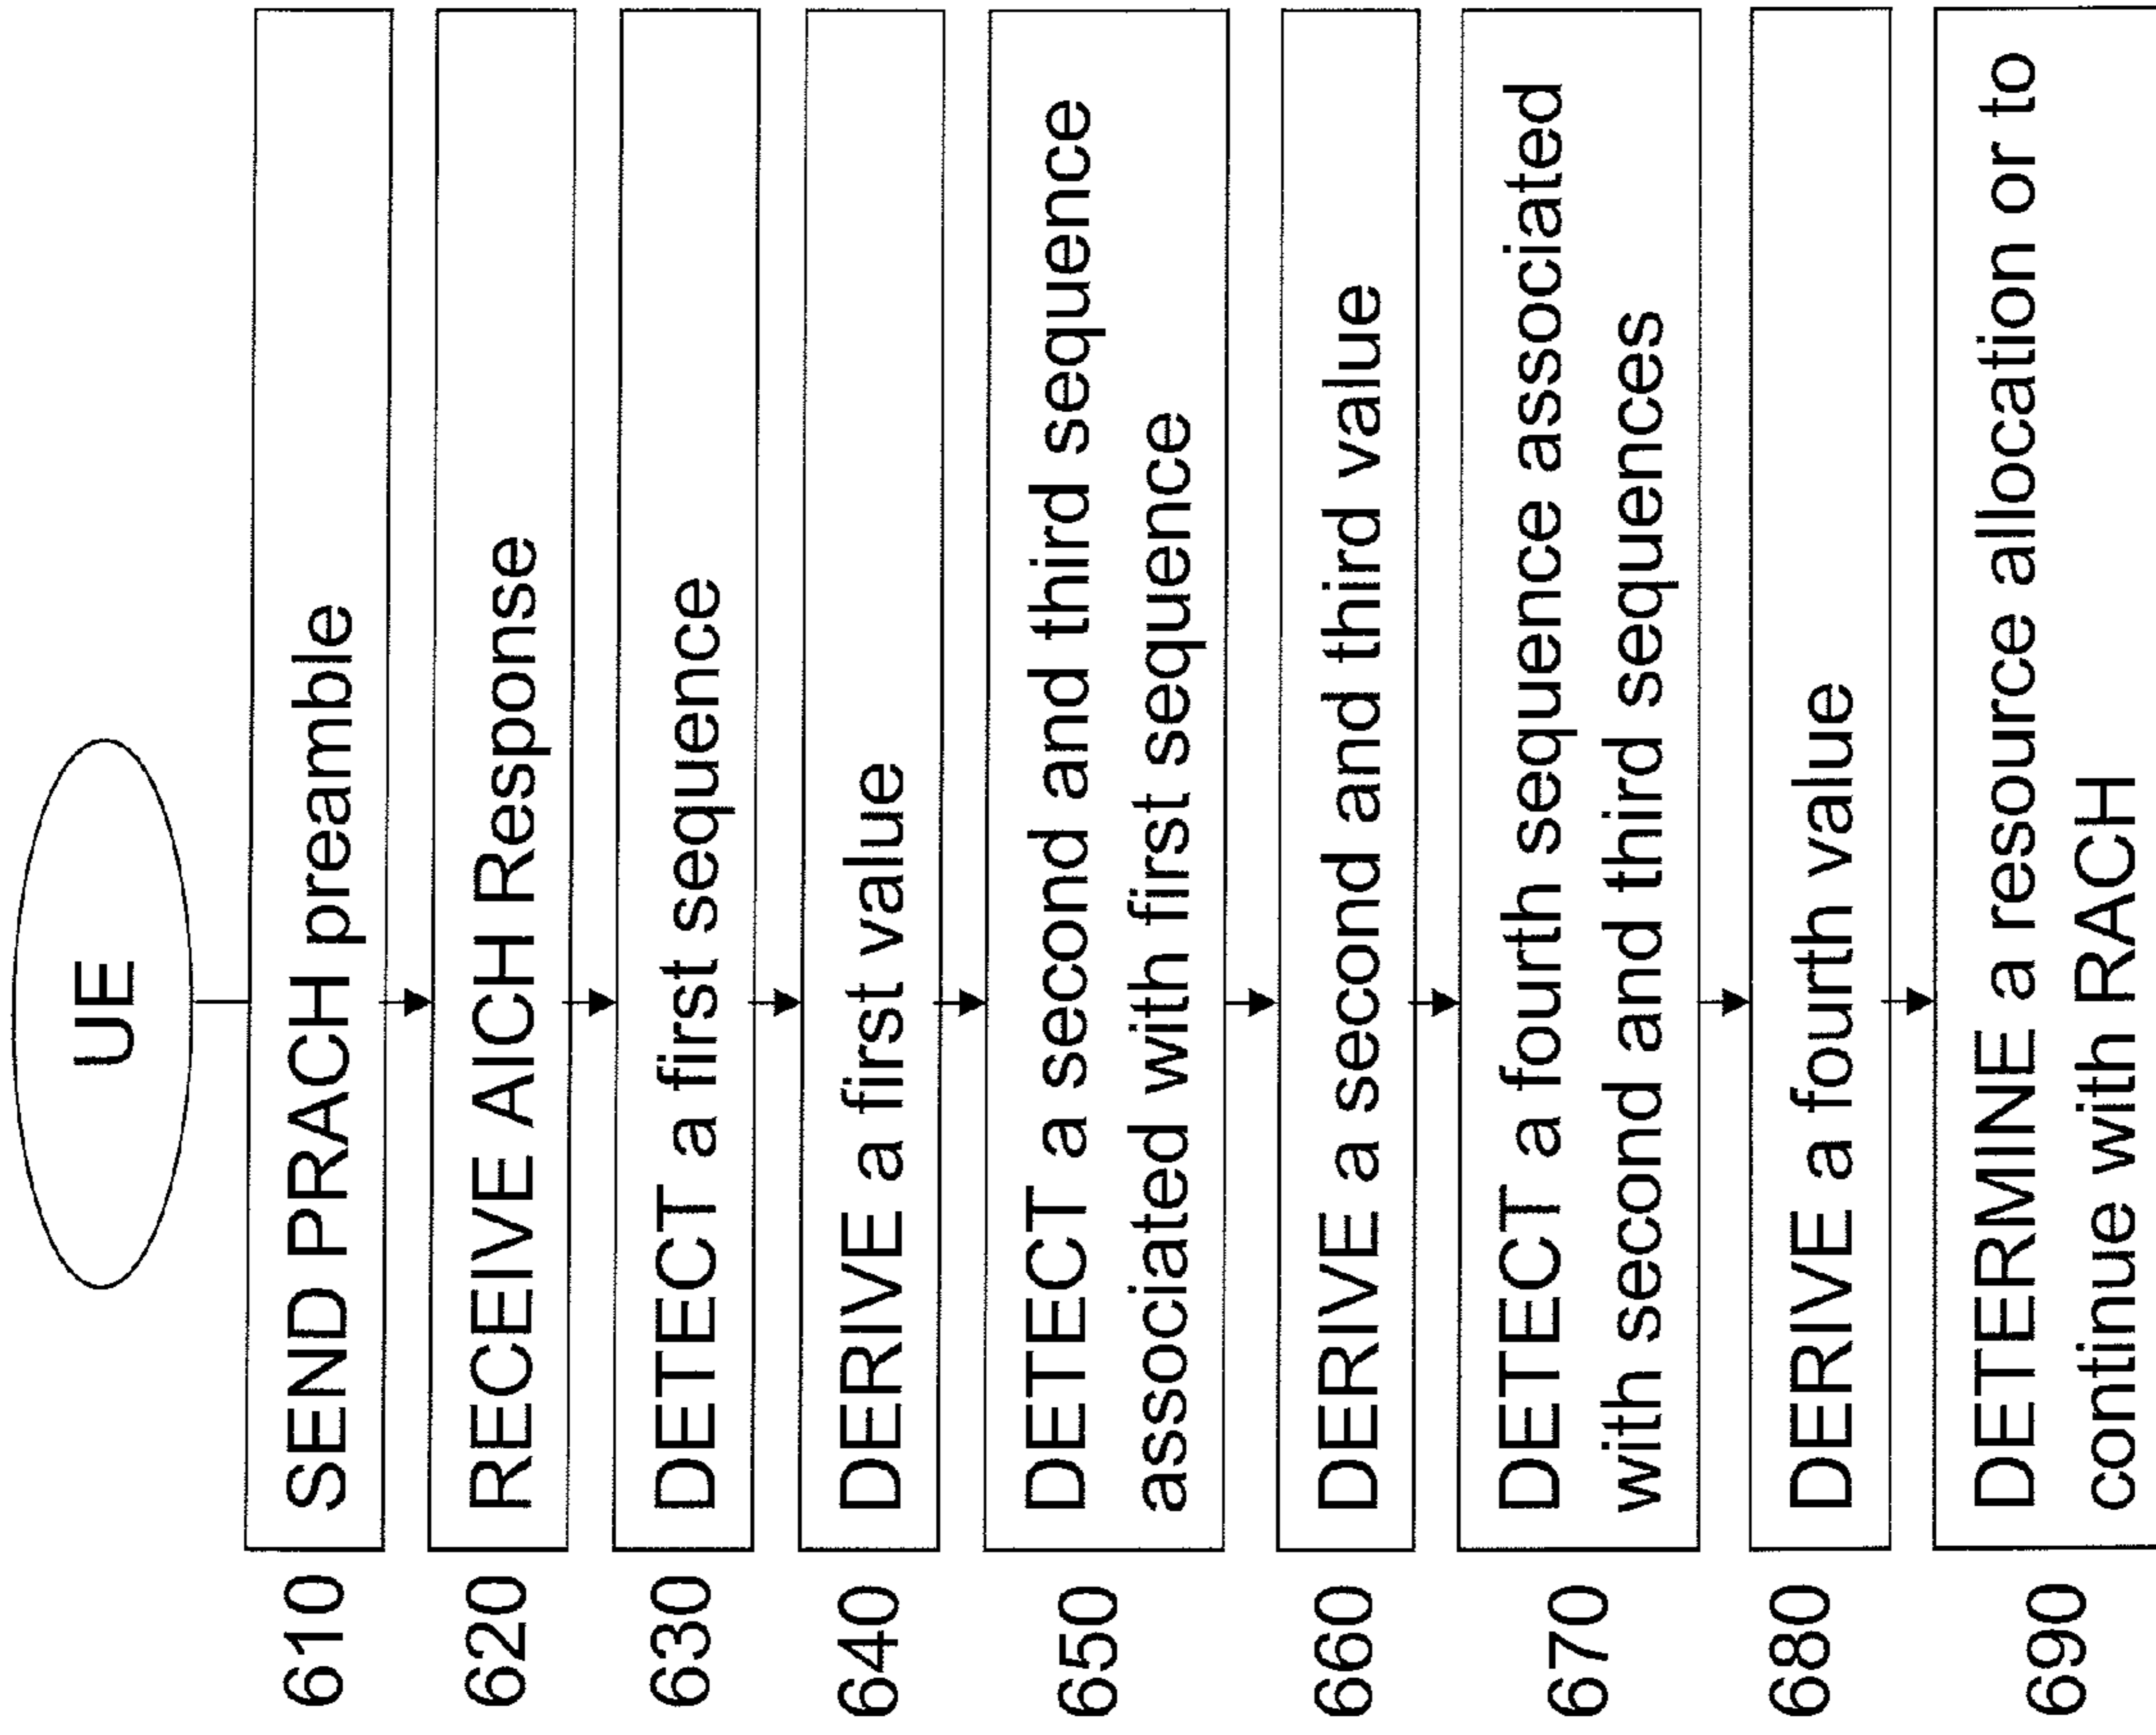 UE
610 SEND PRACH preamble
620 RECEIVE AICH Response
630 DETECT a first sequence
640 DERIVE a first value
650 DETECT a second and third sequence
associated with first sequence
660 DERIVE a second and third value
670 DETECT a fourth sequence associated
with second and third sequences
680 DERIVE a fourth value
690 DETERMINE a resource allocation or to
continue with RACH